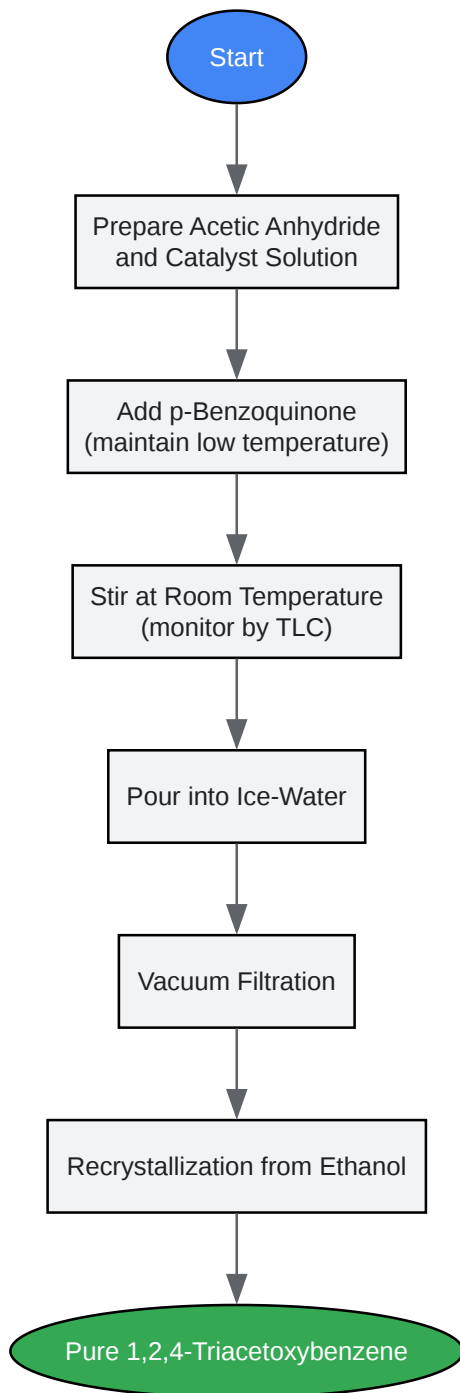 Start
Prepare Acetic Anhydride
and Catalyst Solution
Add p-Benzoquinone
(maintain low temperature)
Stir at Room Temperature
(monitor by TLC)
Pour into Ice-Water
Vacuum Filtration
Recrystallization from Ethanol
Pure 1,2,4-Triacetoxybenzene